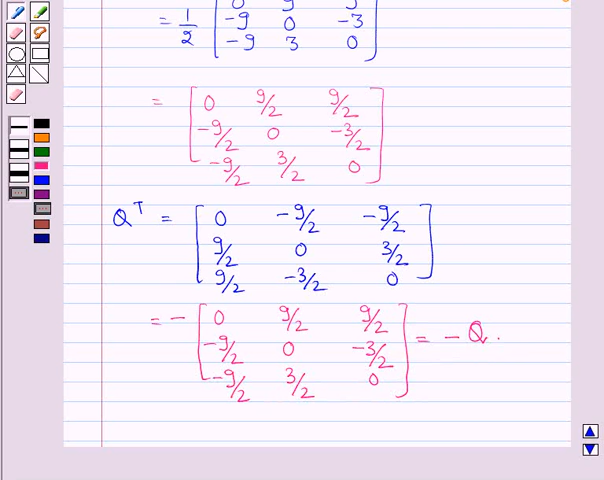 0 9 9
= 1/2 [ -9 0 -3
-9 3 0 ]
= [ 0 9/2 9/2
-9/2 0 -3/2
-9/2 3/2 0 ]
Q^T = [ 0 -9/2 -9/2
9/2 0 3/2
9/2 -3/2 0 ]
= - [ 0 9/2 9/2
-9/2 0 -3/2
-9/2 3/2 0 ] = - Q.